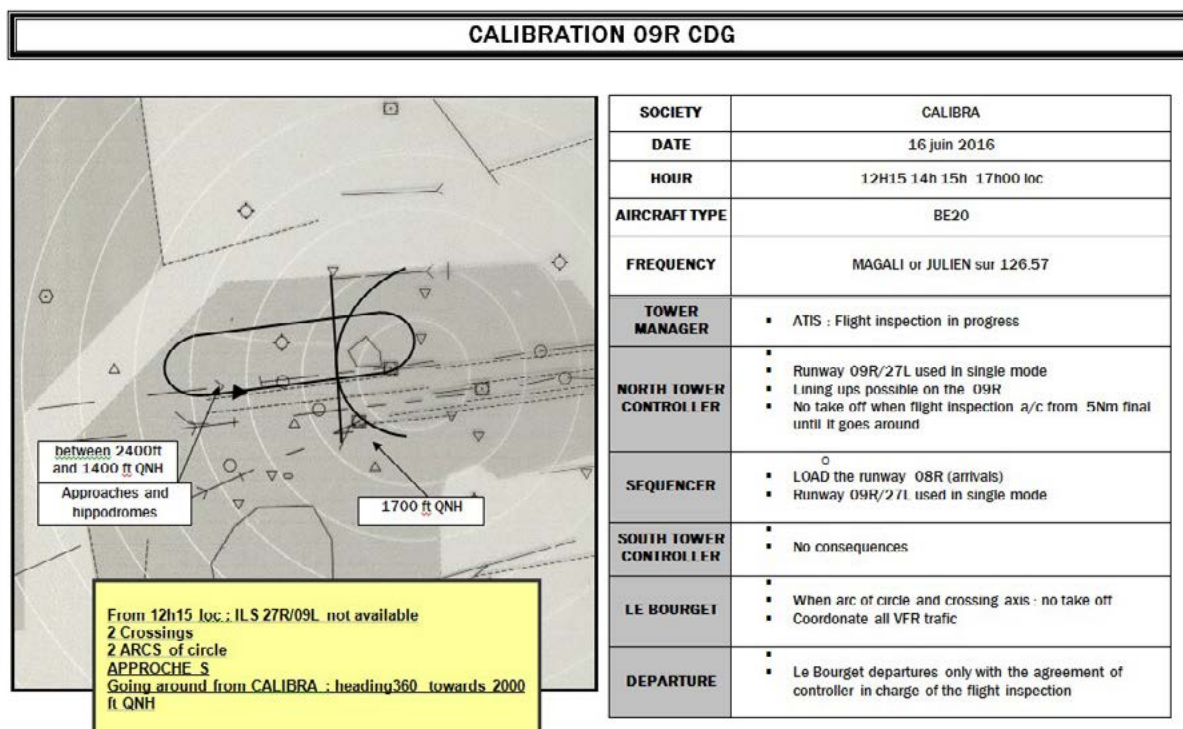 CALIBRATION 09R CDG
between 2400ft
and 1400 ft QNH
Approaches and
hippodromes
1700 ft QNH
From 12h15 loc : ILS 27R/09L not available
2 Crossings
2 ARCS of circle
APPROCHE S
Going around from CALIBRA : heading360 towards 2000
ft QNH
SOCIETY
CALIBRA
DATE
16 juin 2016
HOUR
12H15 14h 15h 17h00 loc
AIRCRAFT TYPE
BE20
FREQUENCY
MAGALI or JULIEN sur 126.57
TOWER
MANAGER
▪ ATIS : Flight inspection in progress
NORTH TOWER
CONTROLLER
▪
▪ Runway 09R/27L used in single mode
▪ Lining ups possible on the 09R
▪ No take off when flight inspection a/c from 5Nm final
until it goes around
SEQUENCER
o
▪ LOAD the runway 08R (arrivals)
▪ Runway 09R/27L used in single mode
SOUTH TOWER
CONTROLLER
▪
▪ No consequences
LE BOURGET
▪
▪ When arc of circle and crossing axis : no take off
▪ Coordonate all VFR trafic
DEPARTURE
▪
▪ Le Bourget departures only with the agreement of
controller in charge of the flight inspection